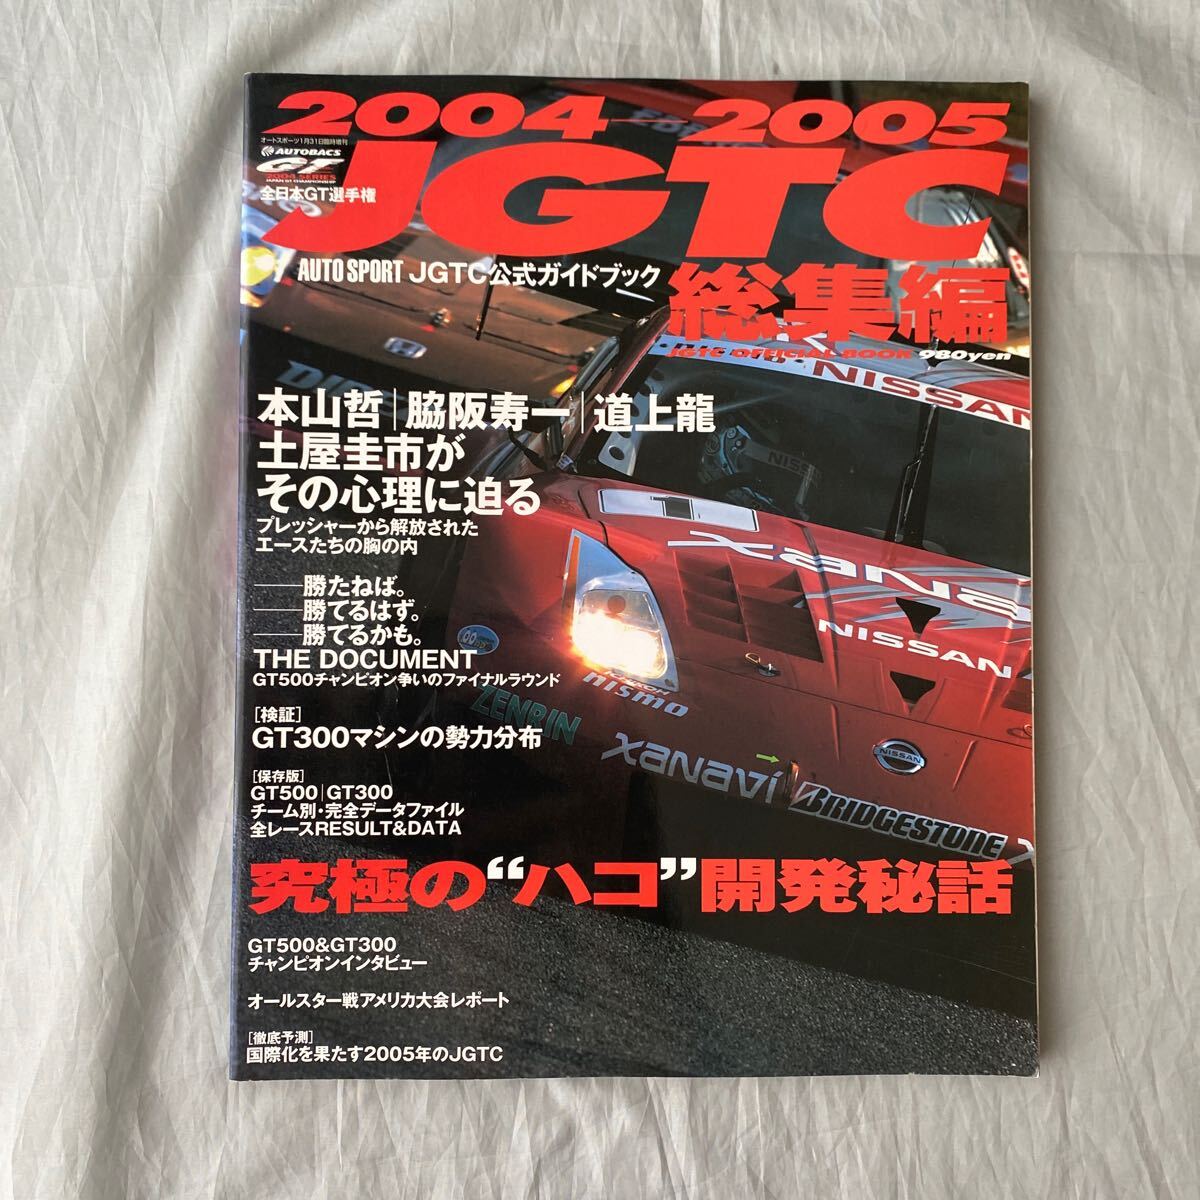 2004—2005
JGTC
オートスポーツ1月31日臨時増刊
AUTOBACS
GT
2004 SERIES
JAPAN GT CHAMPIONSHIP
全日本GT選手権
AUTO SPORT JGTC公式ガイドブック
総集編
JGTC OFFICIAL BOOK 980yen
NISSAN
本山哲|脇阪寿一|道上龍
土屋圭市が
その心理に迫る
プレッシャーから解放された
エースたちの胸の内
1
XANA
NISSAN
——勝たねば。
——勝てるはず。
——勝てるかも。
THE DOCUMENT
GT500チャンピオン争いのファイナルラウンド
nismo
ZENRIN
[検証]
GT300マシンの勢力分布
XANAVi
NISSAN
BRIDGESTONE
[保存版]
GT500|GT300
チーム別・完全データファイル
全レースRESULT&DATA
究極の“ハコ”開発秘話
GT500&GT300
チャンピオンインタビュー
オールスター戦アメリカ大会レポート
[徹底予測]
国際化を果たす2005年のJGTC